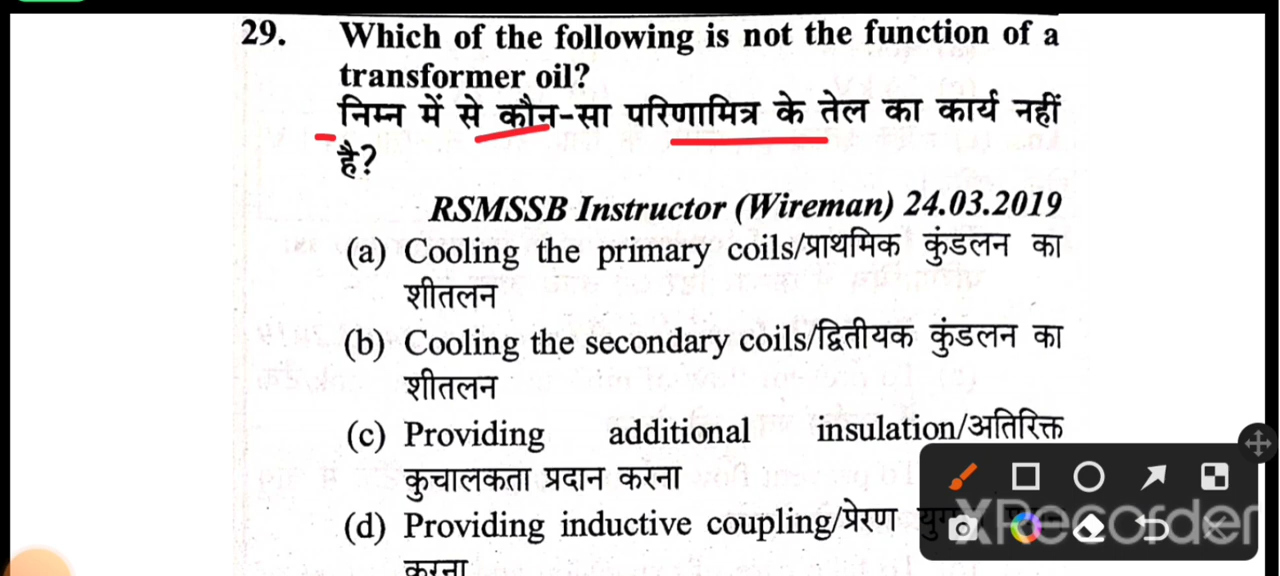 29. Which of the following is not the function of a
transformer oil?
निम्न में से कौन-सा परिणामित्र के तेल का कार्य नहीं
है?
RSMSSB Instructor (Wireman) 24.03.2019
(a) Cooling the primary coils/प्राथमिक कुंडलन का
शीतलन
(b) Cooling the secondary coils/द्वितीयक कुंडलन का
शीतलन
(c) Providing additional insulation/अतिरिक्त
कुचालकता प्रदान करना
(d) Providing inductive coupling/प्रेरण
करना
XRecorder